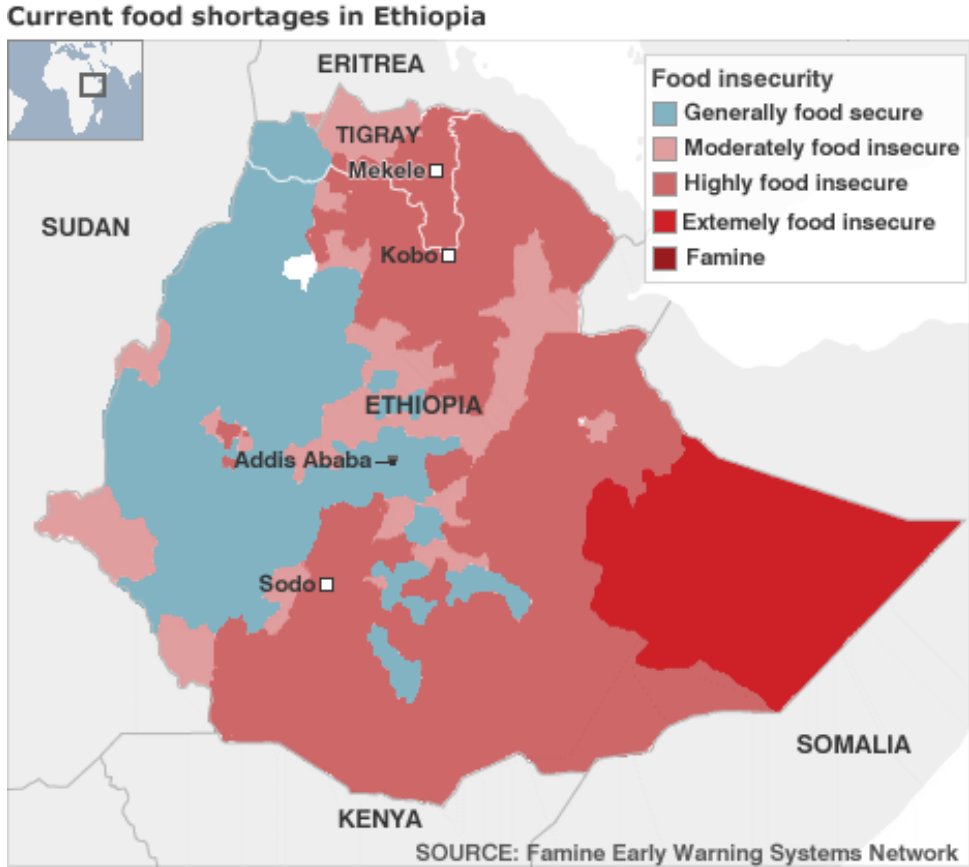 Current food shortages in Ethiopia
ERITREA
Food insecurity
Generally food secure
Moderately food insecure
Highly food insecure
Extemely food insecure
Famine
TIGRAY
Mekele
SUDAN
Kobo
ETHIOPIA
Addis Ababa
Sodo
SOMALIA
KENYA
SOURCE: Famine Early Warning Systems Network